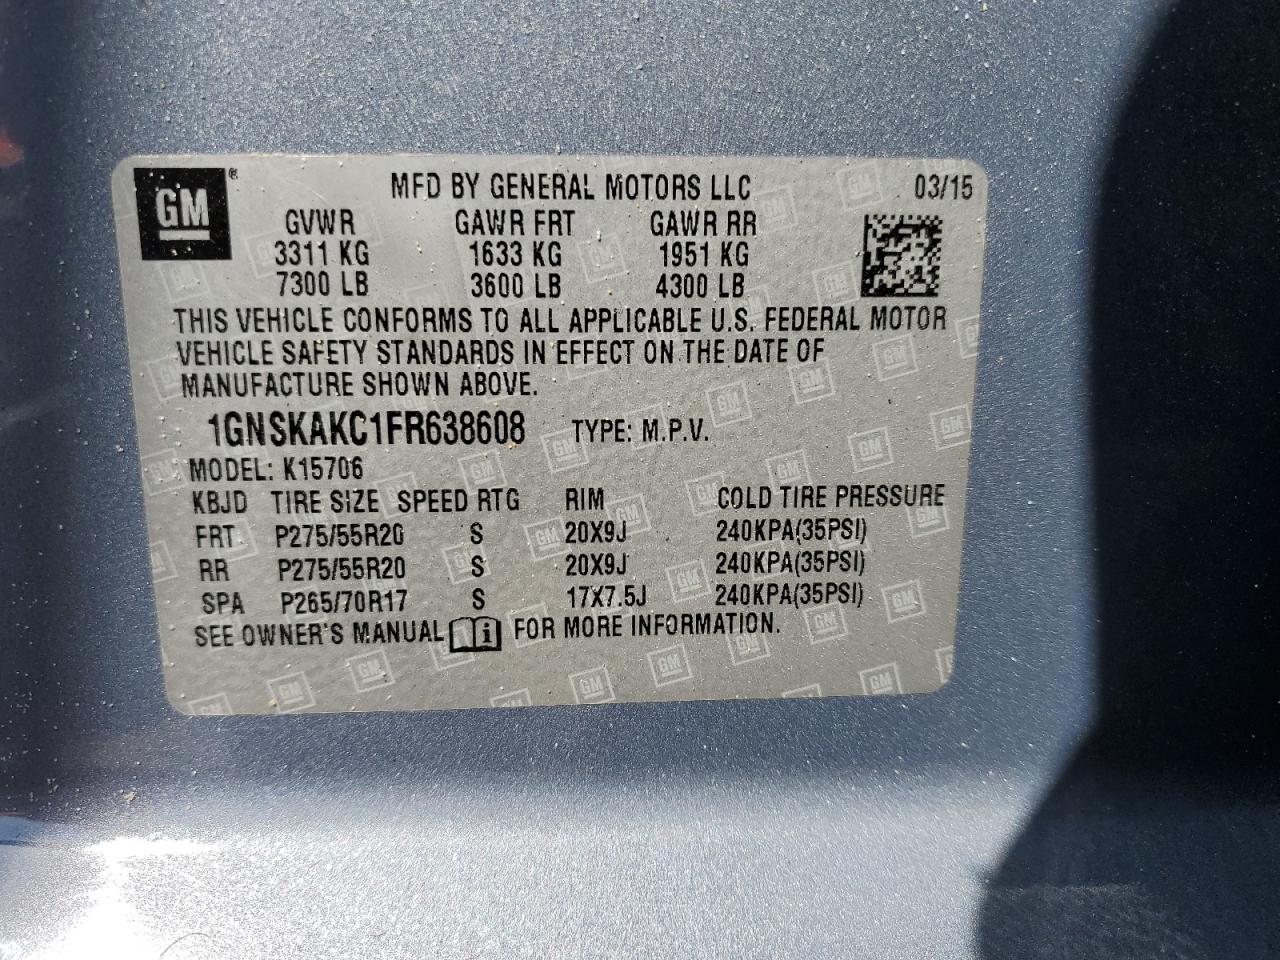 GM ® MFD BY GENERAL MOTORS LLC 03/15
GVWR GAWR FRT GAWR RR
3311 KG 1633 KG 1951 KG
7300 LB 3600 LB 4300 LB
THIS VEHICLE CONFORMS TO ALL APPLICABLE U.S. FEDERAL MOTOR
VEHICLE SAFETY STANDARDS IN EFFECT ON THE DATE OF
MANUFACTURE SHOWN ABOVE.
1GNSKAKC1FR638608 TYPE: M.P.V.
MODEL: K15706
KBJD TIRE SIZE SPEED RTG RIM COLD TIRE PRESSURE
FRT P275/55R20 S 20X9J 240KPA(35PSI)
RR P275/55R20 S 20X9J 240KPA(35PSI)
SPA P265/70R17 S 17X7.5J 240KPA(35PSI)
SEE OWNER'S MANUAL i FOR MORE INFORMATION.